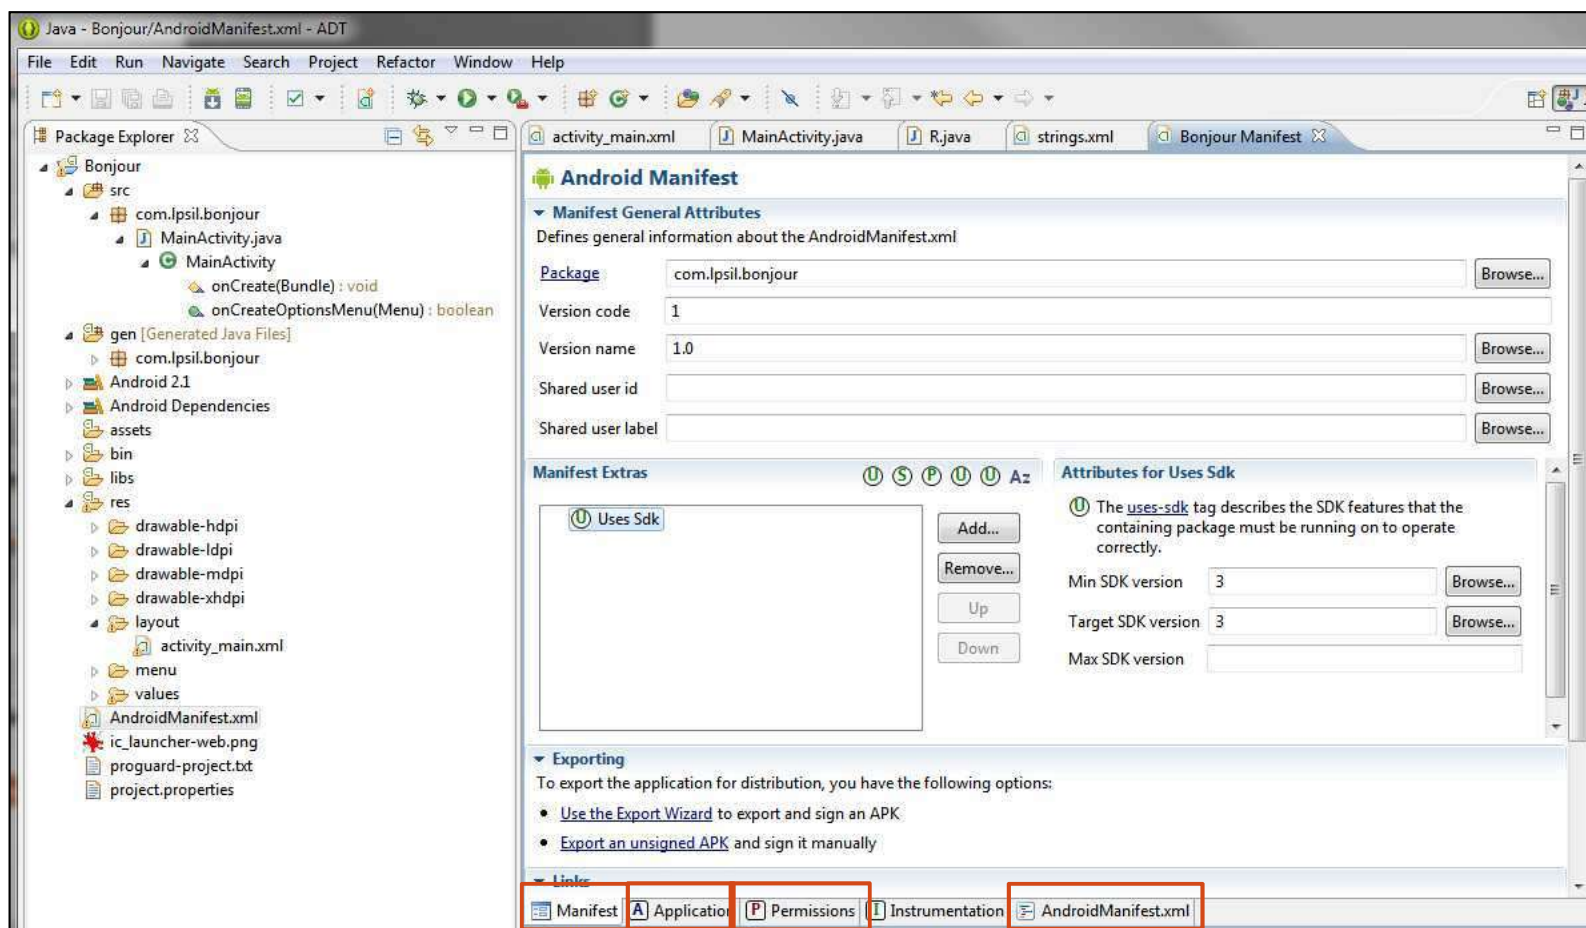 Java - Bonjour/AndroidManifest.xml - ADT
File Edit Run Navigate Search Project Refactor Window Help
Package Explorer
activity_main.xml MainActivity.java R.java strings.xml Bonjour Manifest
Bonjour
src
com.lpsil.bonjour
MainActivity.java
MainActivity
onCreate(Bundle) : void
onCreateOptionsMenu(Menu) : boolean
gen [Generated Java Files]
com.lpsil.bonjour
Android 2.1
Android Dependencies
assets
bin
libs
res
drawable-hdpi
drawable-ldpi
drawable-mdpi
drawable-xhdpi
layout
activity_main.xml
menu
values
AndroidManifest.xml
ic_launcher-web.png
proguard-project.txt
project.properties
Android Manifest
Manifest General Attributes
Defines general information about the AndroidManifest.xml
Package com.lpsil.bonjour Browse...
Version code 1
Version name 1.0 Browse...
Shared user id Browse...
Shared user label Browse...
Manifest Extras U S P U U Az
U Uses Sdk
Add...
Remove...
Up
Down
Attributes for Uses Sdk
U The uses-sdk tag describes the SDK features that the
containing package must be running on to operate
correctly.
Min SDK version 3 Browse...
Target SDK version 3 Browse...
Max SDK version
Exporting
To export the application for distribution, you have the following options:
• Use the Export Wizard to export and sign an APK
• Export an unsigned APK and sign it manually
Links
Manifest A Application P Permissions I Instrumentation AndroidManifest.xml